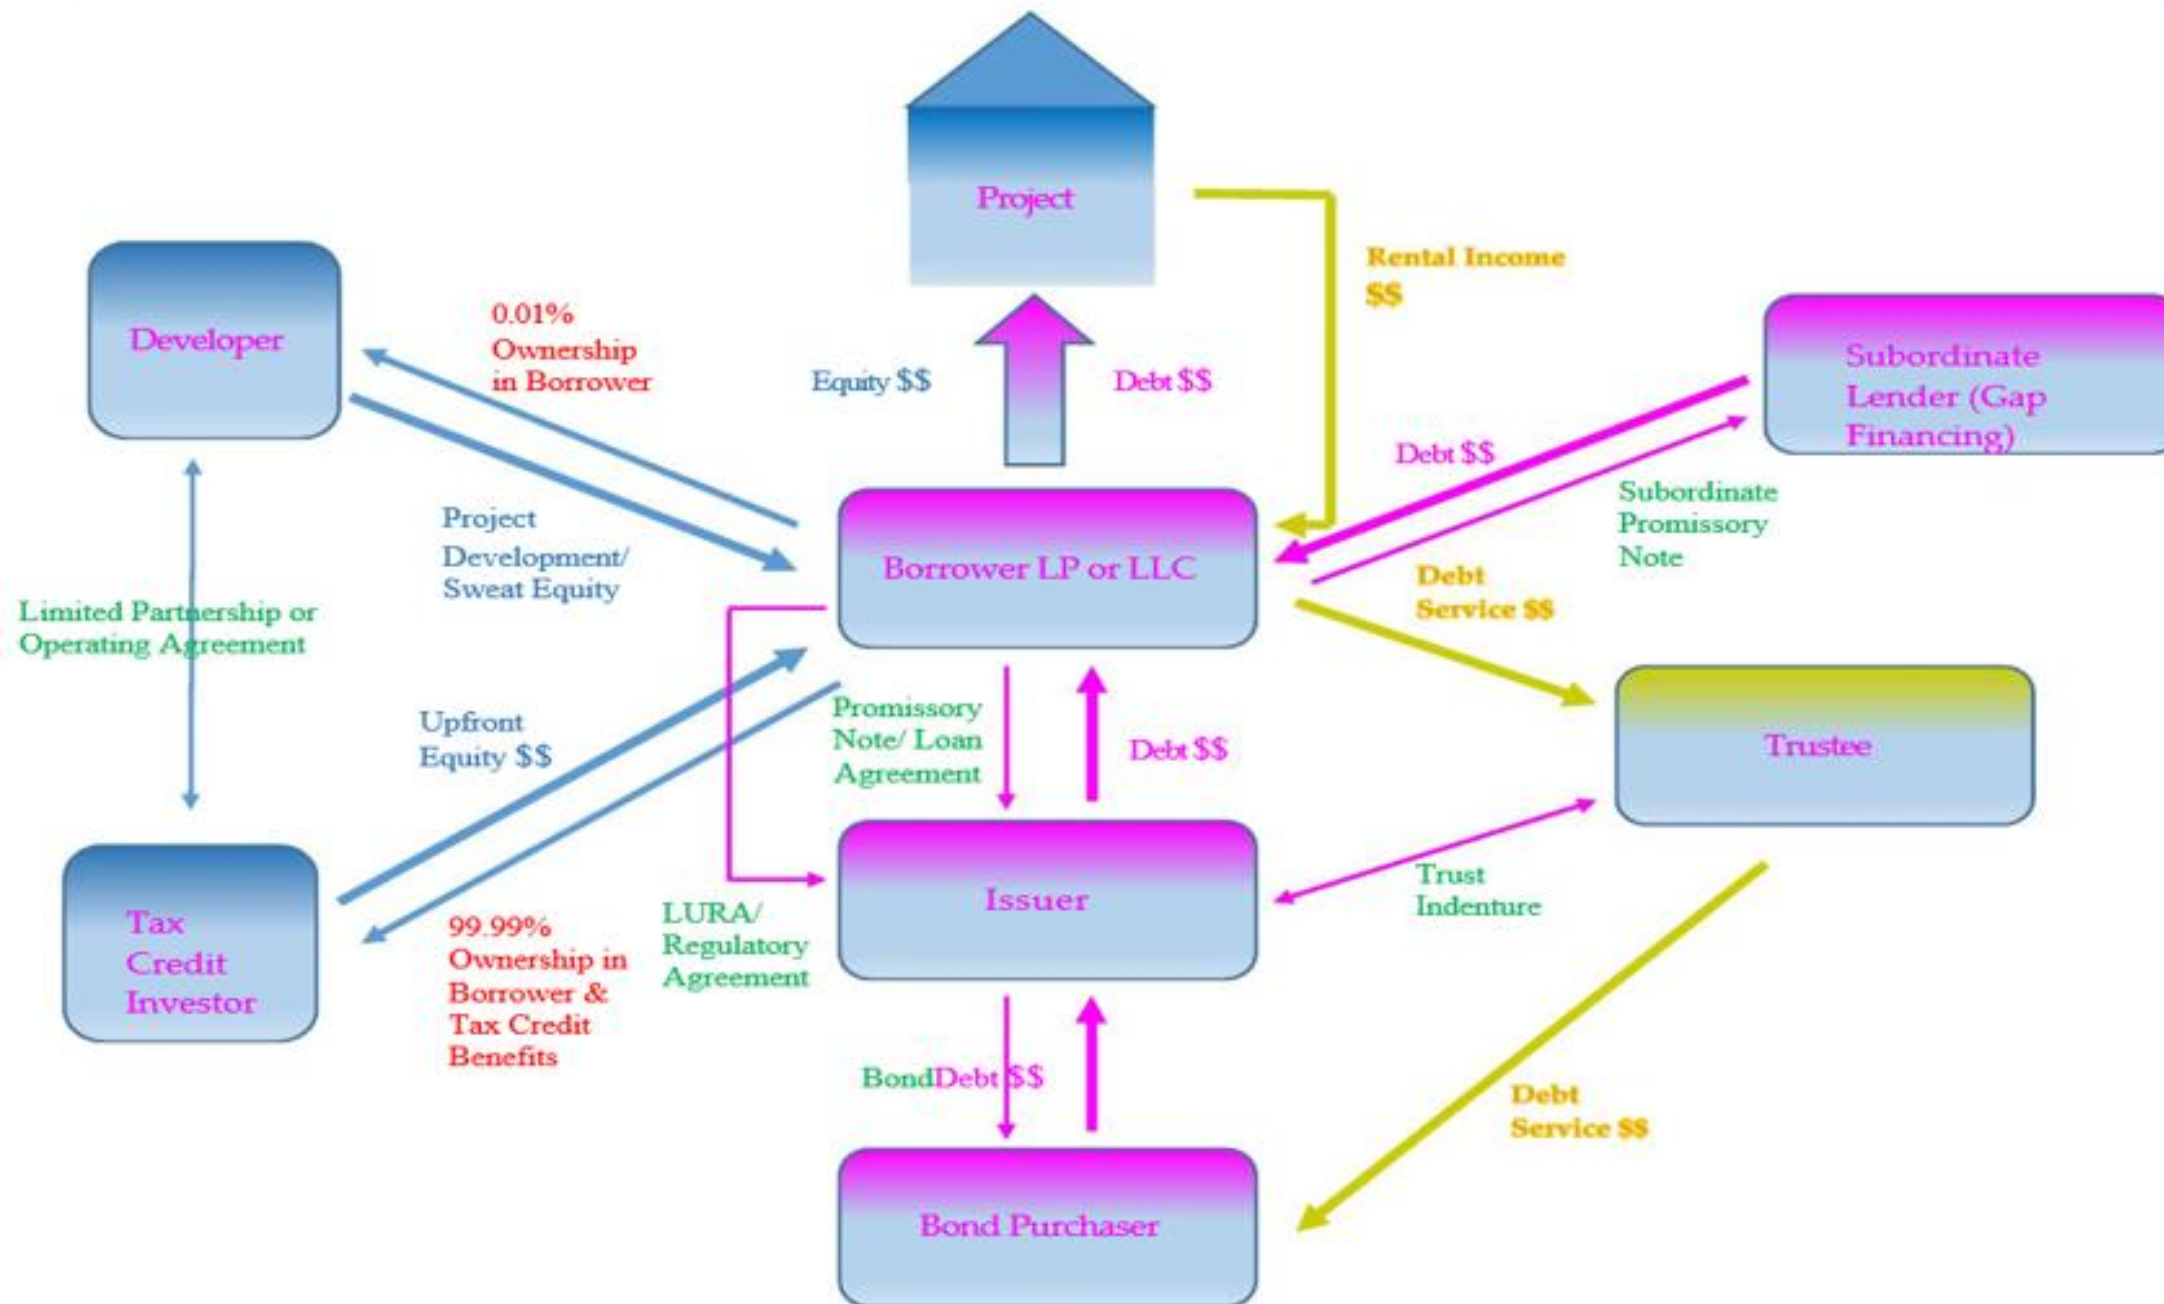 Project
Rental Income
$$
Developer
0.01%
Ownership
in Borrower
Equity $$
Debt $$
Subordinate
Lender (Gap
Financing)
Debt $$
Subordinate
Promissory
Note
Project
Development/
Sweat Equity
Borrower LP or LLC
Debt
Service $$
Limited Partnership or
Operating Agreement
Upfront
Equity $$
Promissory
Note/ Loan
Agreement
Debt $$
Trustee
Tax
Credit
Investor
99.99%
Ownership in
Borrower &
Tax Credit
Benefits
LURA/
Regulatory
Agreement
Issuer
Trust
Indenture
BondDebt $$
Debt
Service $$
Bond Purchaser